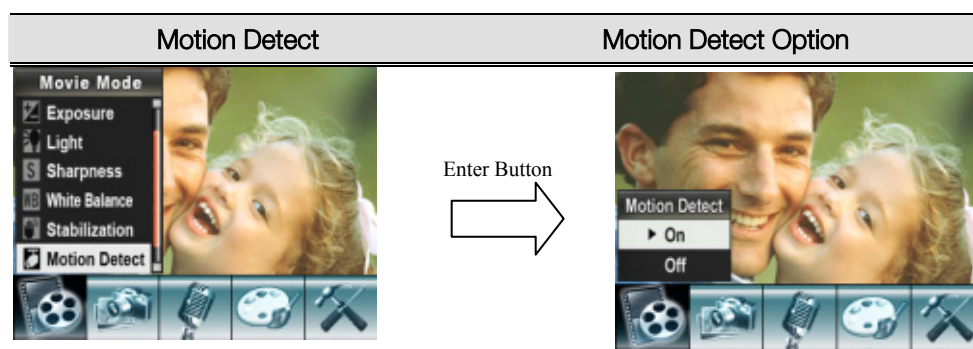 Motion Detect Motion Detect Option
Movie Mode
Exposure
Light
Sharpness
White Balance
Stabilization
Motion Detect
Enter Button
Motion Detect
On
Off